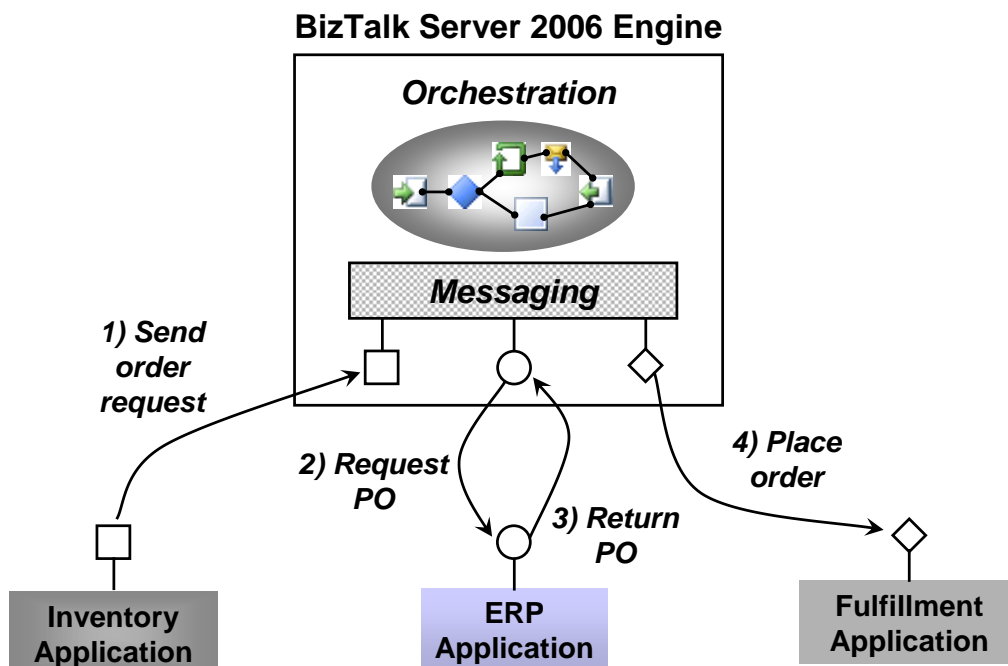 BizTalk Server 2006 Engine
Orchestration
Messaging
1) Send
order
request
2) Request
PO
3) Return
PO
4) Place
order
Inventory
Application
ERP
Application
Fulfillment
Application